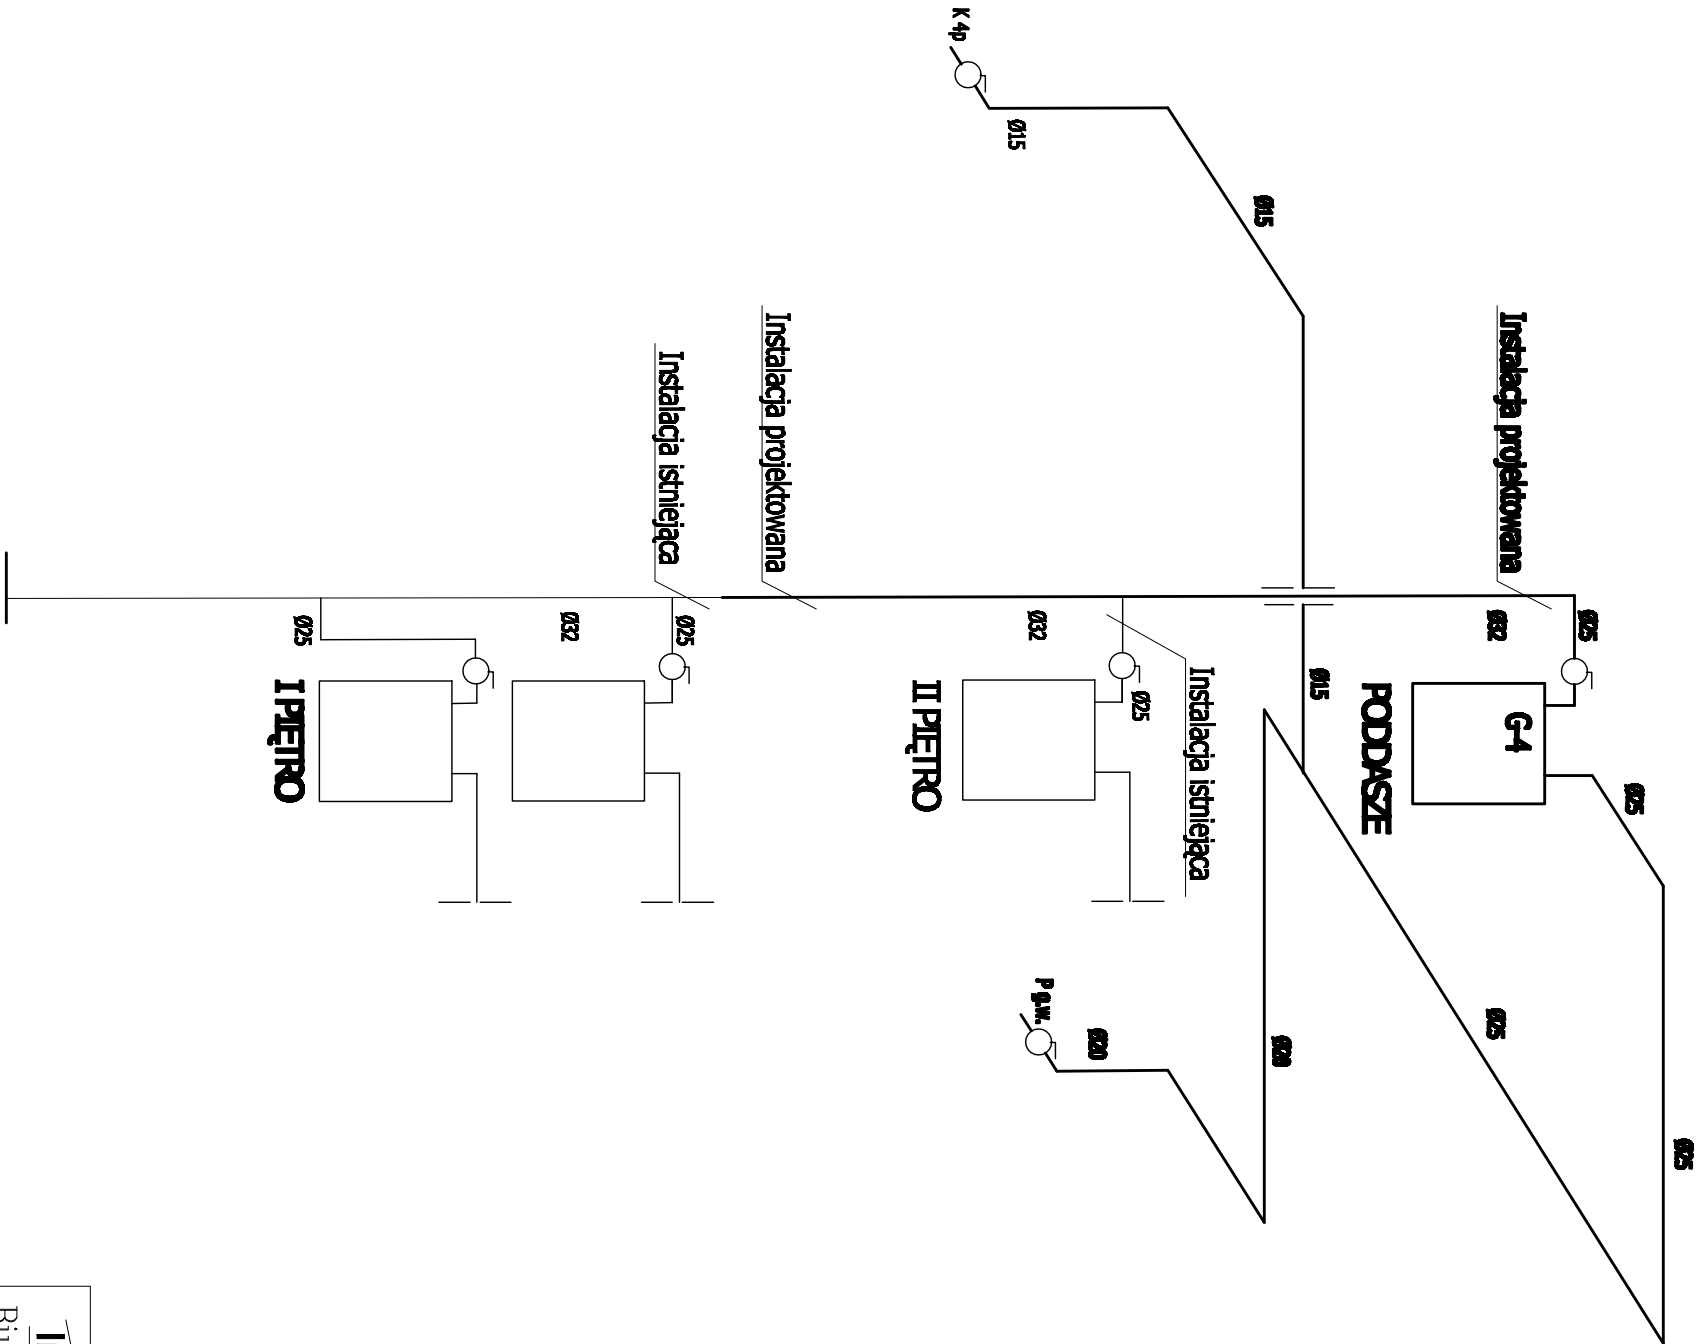 K 4p
Ø15
Ø15
Instalacja projektowana
Ø25
Ø32
G-4
PODDASZE
Ø25
Ø25
Ø25
Ø15
Ø20
Ø20
P g.w.
Instalacja istniejąca
Ø32
Ø25
II PIĘTRO
Instalacja projektowana
Instalacja istniejąca
Ø25
Ø32
Ø25
I PIĘTRO